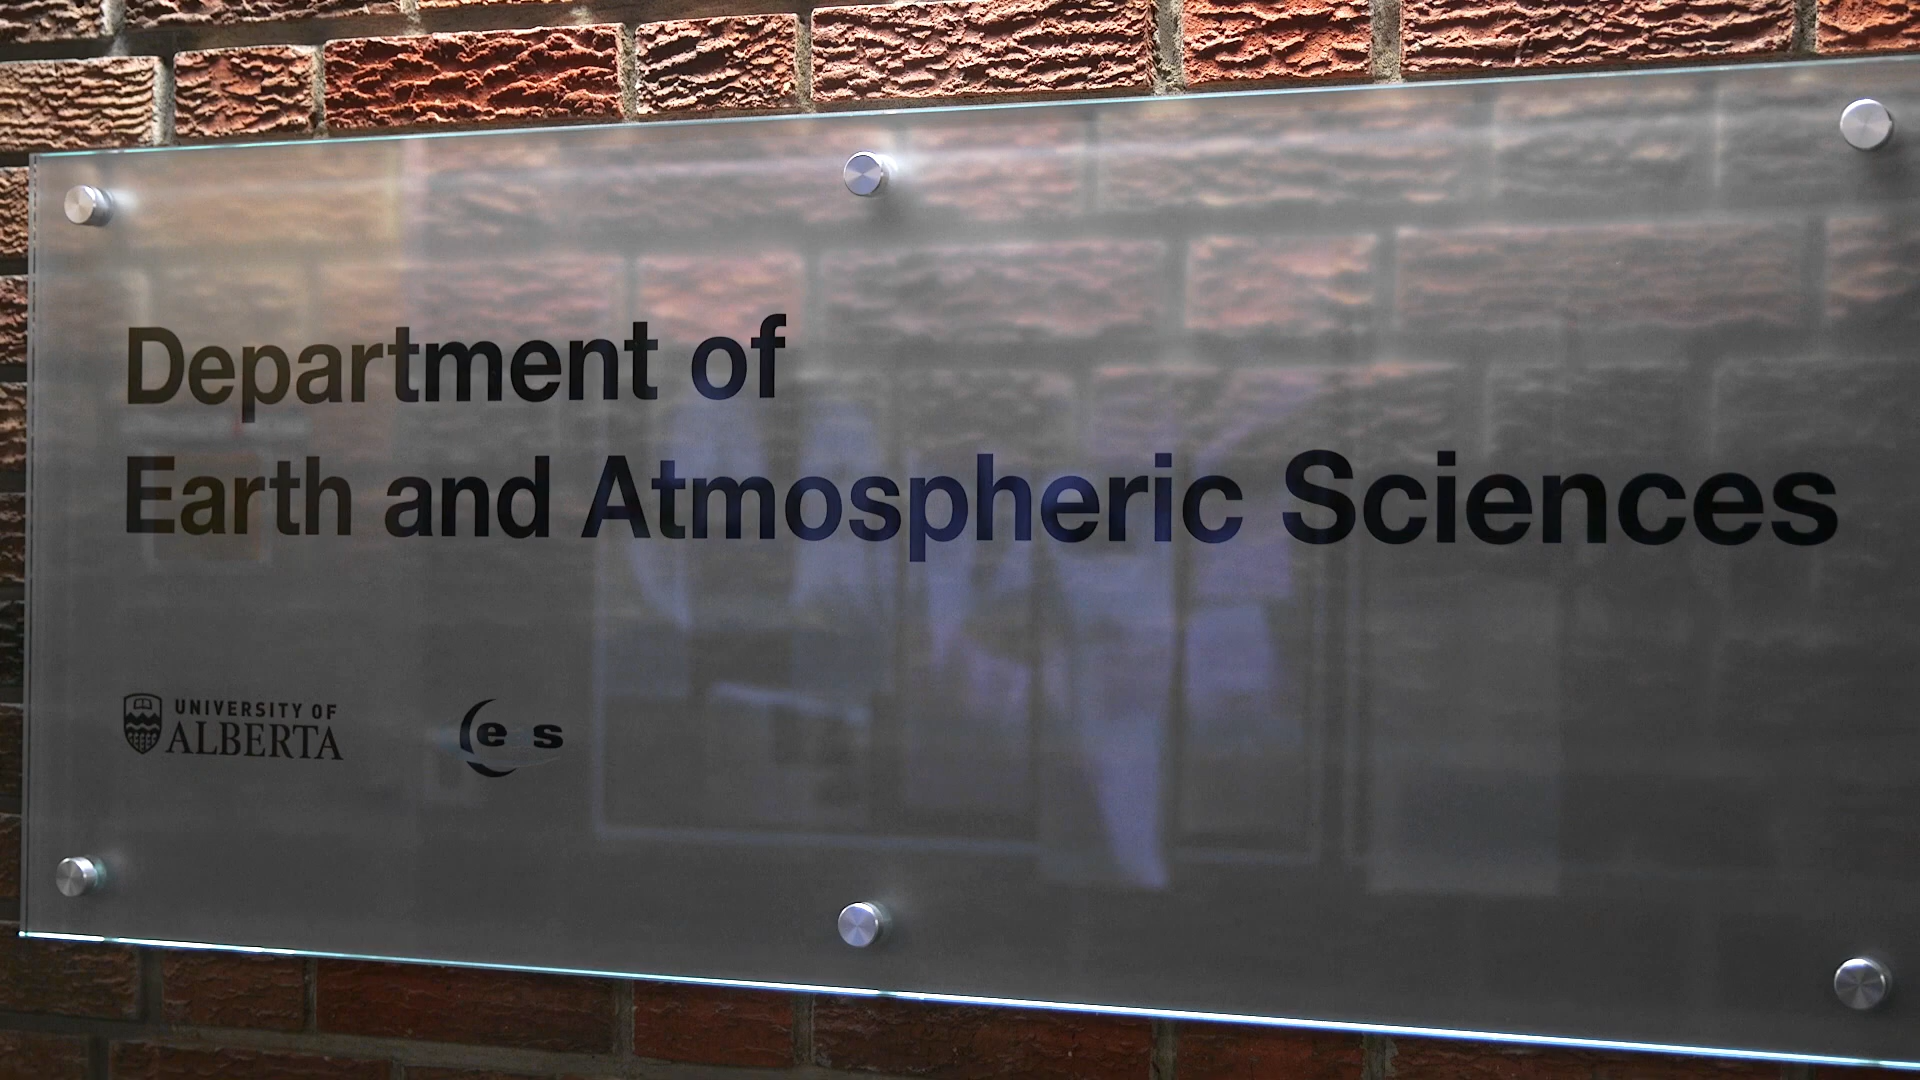 Department of
Earth and Atmospheric Sciences
UNIVERSITY OF
ALBERTA
e s